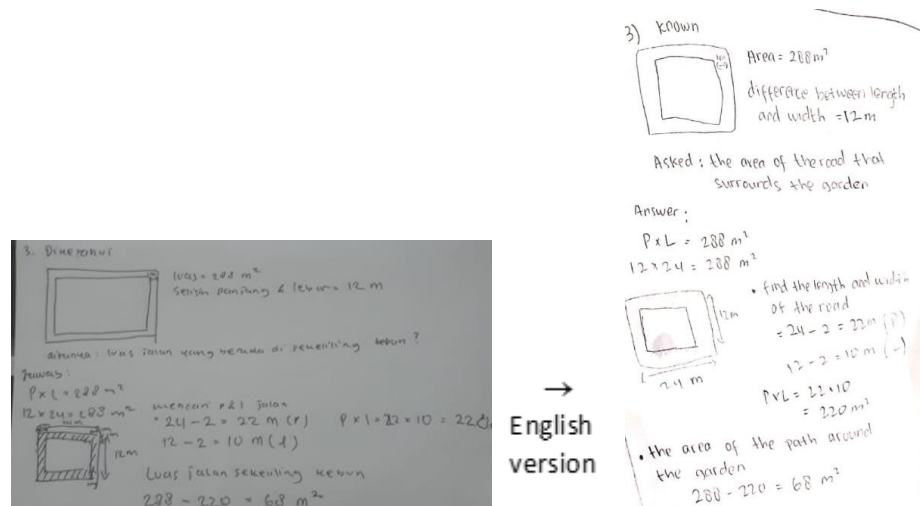 3. Diketahui
luas = 288 m²
Selisih panjang & lebar = 12 m
ditanya : luas jalan yang berada di sekeliling kebun ?
Jawab :
P x l = 288 m²
12 x 24 = 288 m²
12m
mencari p & l jalan
• 24 - 2 = 22 m (p)
12 - 2 = 10 m (l)
P x l = 22 x 10 = 220
Luas jalan sekeliling kebun
288 - 220 = 68 m²
→
English
version
3) Known
Area = 288 m²
difference between length
and width = 12 m
Asked : the area of the road that
surrounds the garden
Answer :
P x L = 288 m²
12 x 24 = 288 m²
12m
24 m
• find the length and width
of the road
= 24 - 2 = 22m (P)
12 - 2 = 10 m (L)
P x L = 22 x 10
= 220 m²
• the area of the path around
the garden
288 - 220 = 68 m²